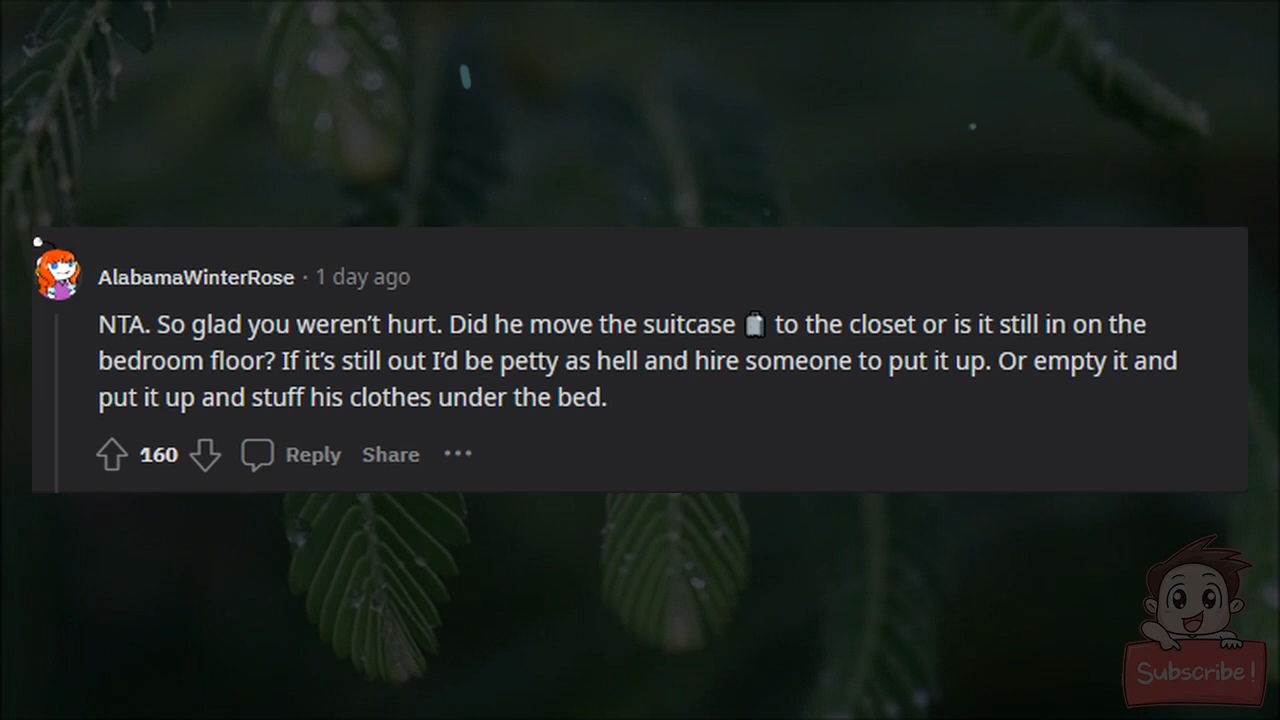 AlabamaWinterRose · 1 day ago
NTA. So glad you weren’t hurt. Did he move the suitcase 🧳 to the closet or is it still in on the
bedroom floor? If it’s still out I’d be petty as hell and hire someone to put it up. Or empty it and
put it up and stuff his clothes under the bed.
160 Reply Share ···
Subscribe!